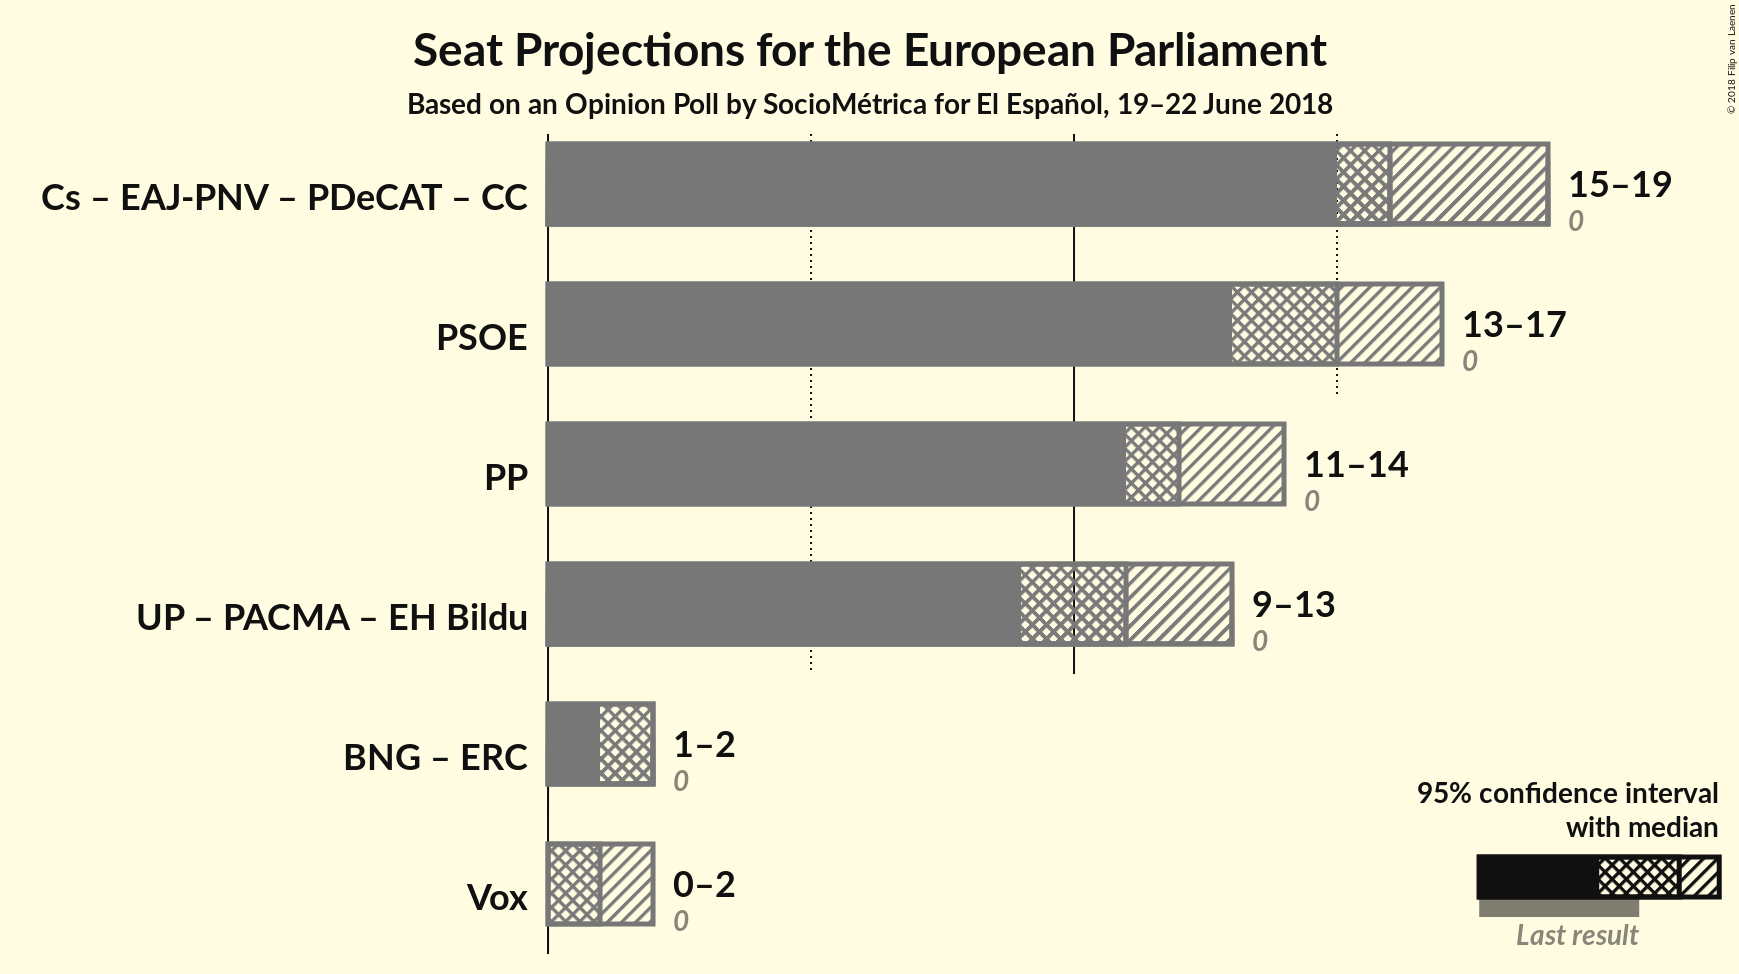 Seat Projections for the European Parliament
Based on an Opinion Poll by SocioMétrica for El Español, 19–22 June 2018
© 2018 Filip van Laenen
Cs – EAJ-PNV – PDeCAT – CC
15–19
0
PSOE
13–17
0
PP
11–14
0
UP – PACMA – EH Bildu
9–13
0
BNG – ERC
1–2
0
Vox
0–2
0
95% confidence interval
with median
Last result